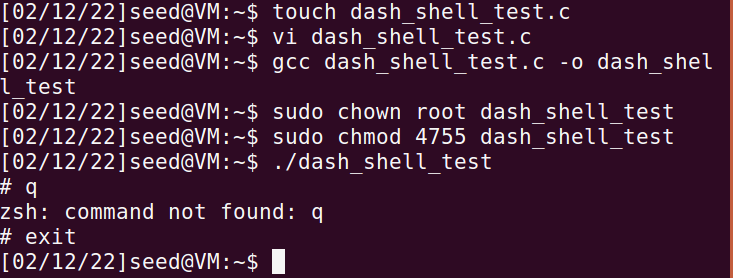 [02/12/22]seed@VM:~$ touch dash_shell_test.c
[02/12/22]seed@VM:~$ vi dash_shell_test.c
[02/12/22]seed@VM:~$ gcc dash_shell_test.c -o dash_shel
l_test
[02/12/22]seed@VM:~$ sudo chown root dash_shell_test
[02/12/22]seed@VM:~$ sudo chmod 4755 dash_shell_test
[02/12/22]seed@VM:~$ ./dash_shell_test
# q
zsh: command not found: q
# exit
[02/12/22]seed@VM:~$